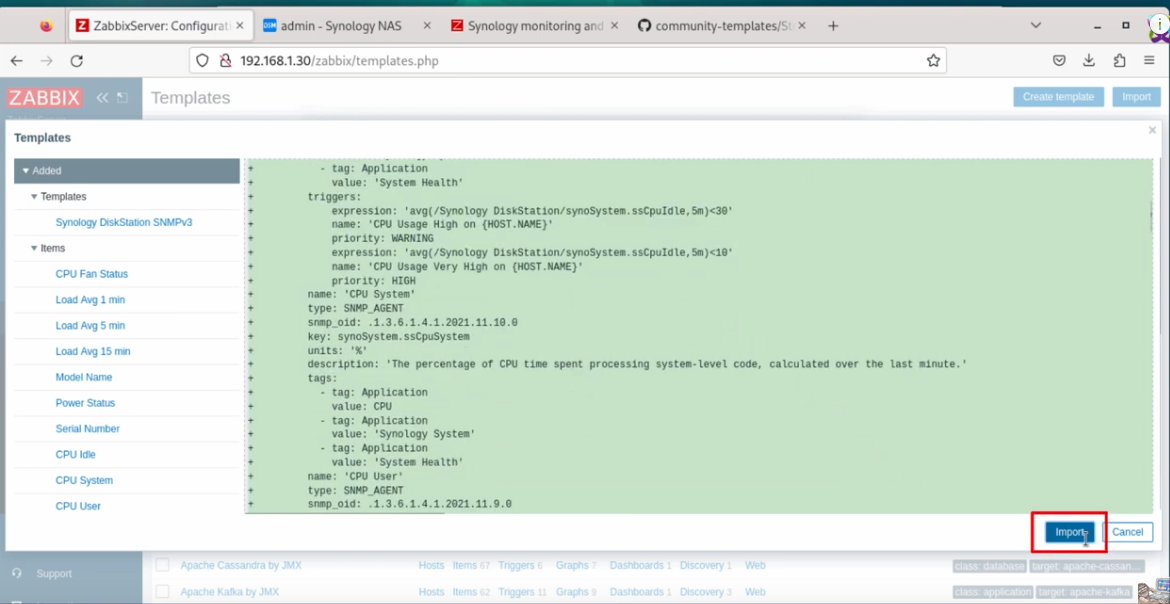 ZabbixServer: Configurati
admin - Synology NAS
Synology monitoring and
community-templates/St
192.168.1.30/zabbix/templates.php
ZABBIX
Templates
Create template
Import
Templates
Added
Templates
Synology DiskStation SNMPv3
Items
CPU Fan Status
Load Avg 1 min
Load Avg 5 min
Load Avg 15 min
Model Name
Power Status
Serial Number
CPU Idle
CPU System
CPU User
+ - tag: Application
+ value: 'System Health'
+ triggers:
+ expression: 'avg(/Synology DiskStation/synoSystem.ssCpuIdle,5m)<30'
+ name: 'CPU Usage High on {HOST.NAME}'
+ priority: WARNING
+ expression: 'avg(/Synology DiskStation/synoSystem.ssCpuIdle,5m)<10'
+ name: 'CPU Usage Very High on {HOST.NAME}'
+ priority: HIGH
+ name: 'CPU System'
+ type: SNMP_AGENT
+ snmp_oid: .1.3.6.1.4.1.2021.11.10.0
+ key: synoSystem.ssCpuSystem
+ units: '%'
+ description: 'The percentage of CPU time spent processing system-level code, calculated over the last minute.'
+ tags:
+ - tag: Application
+ value: CPU
+ - tag: Application
+ value: 'Synology System'
+ - tag: Application
+ value: 'System Health'
+ name: 'CPU User'
+ type: SNMP_AGENT
+ snmp_oid: .1.3.6.1.4.1.2021.11.9.0
Import
Cancel
Support
Apache Cassandra by JMX Hosts Items 67 Triggers 6 Graphs 7 Dashboards 1 Discovery 1 Web class: database target: apache-cassan...
Apache Kafka by JMX Hosts Items 62 Triggers 11 Graphs 9 Dashboards 1 Discovery 3 Web class: application target: apache-kafka